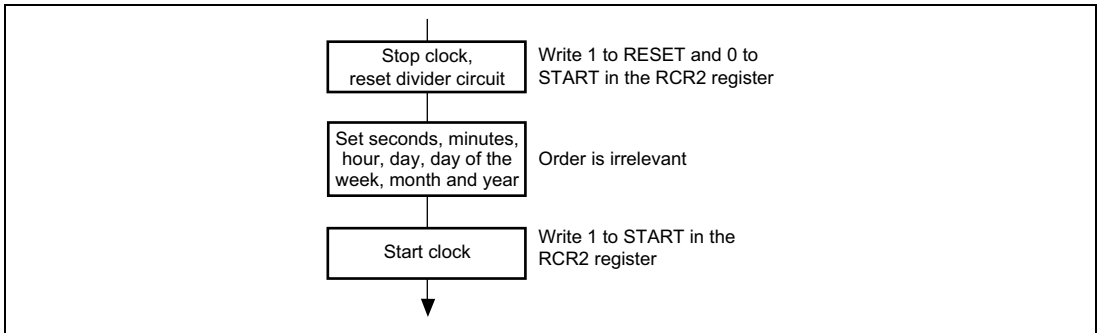 Stop clock,
reset divider circuit
Write 1 to RESET and 0 to
START in the RCR2 register
Set seconds, minutes,
hour, day, day of the
week, month and year
Order is irrelevant
Start clock
Write 1 to START in the
RCR2 register